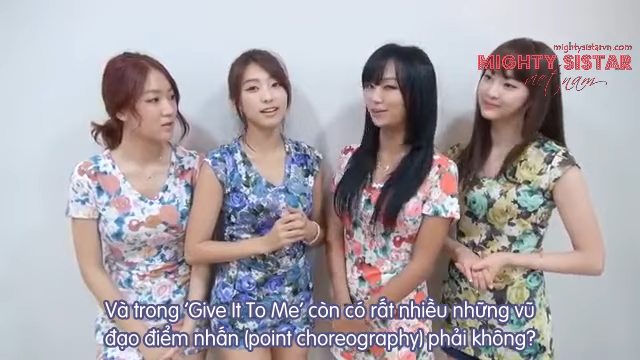 mightysistarvn.com
MIGHTY SISTAR
việt nam
Và trong 'Give It To Me' còn có rất nhiều những vũ
đạo điểm nhấn (point choreography) phải không?